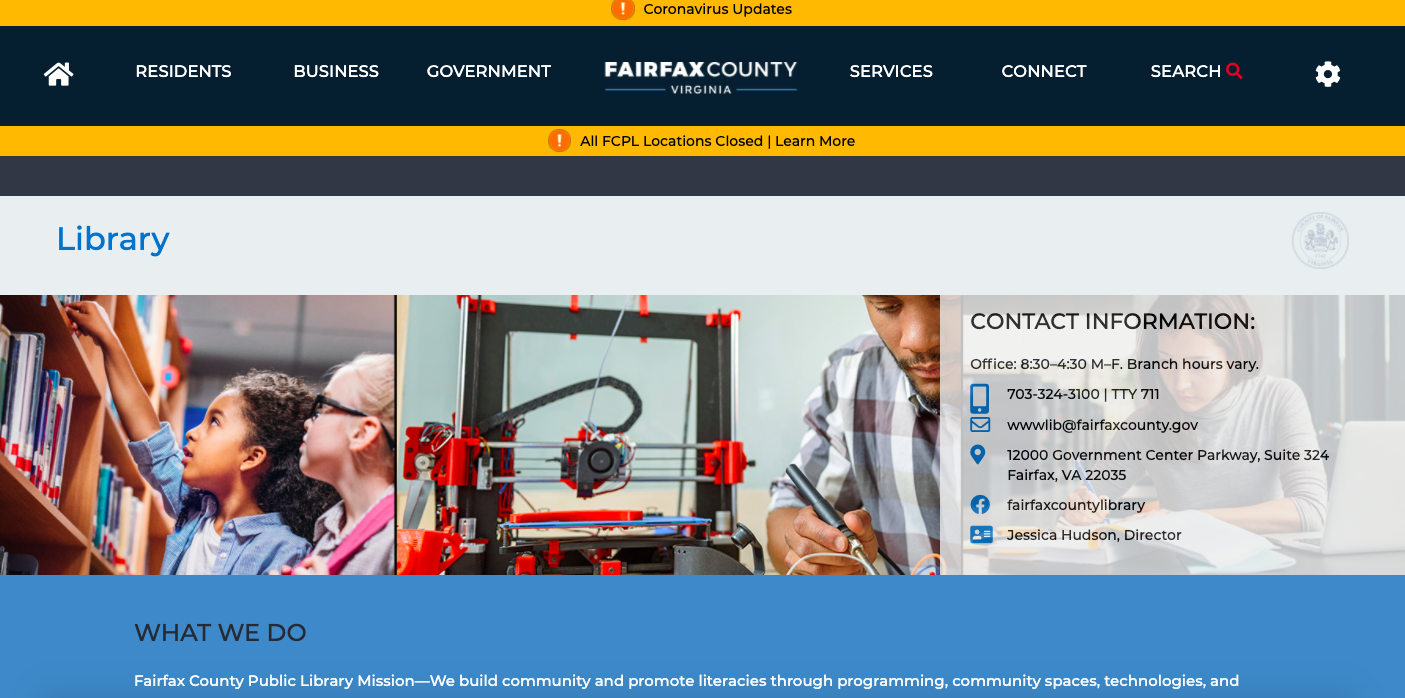 Coronavirus Updates
RESIDENTS
BUSINESS
GOVERNMENT
FAIRFAX COUNTY
VIRGINIA
SERVICES
CONNECT
SEARCH
All FCPL Locations Closed | Learn More
Library
CONTACT INFORMATION:
Office: 8:30–4:30 M–F. Branch hours vary.
703-324-3100 | TTY 711
wwwlib@fairfaxcounty.gov
12000 Government Center Parkway, Suite 324
Fairfax, VA 22035
fairfaxcountylibrary
Jessica Hudson, Director
WHAT WE DO
Fairfax County Public Library Mission—We build community and promote literacies through programming, community spaces, technologies, and